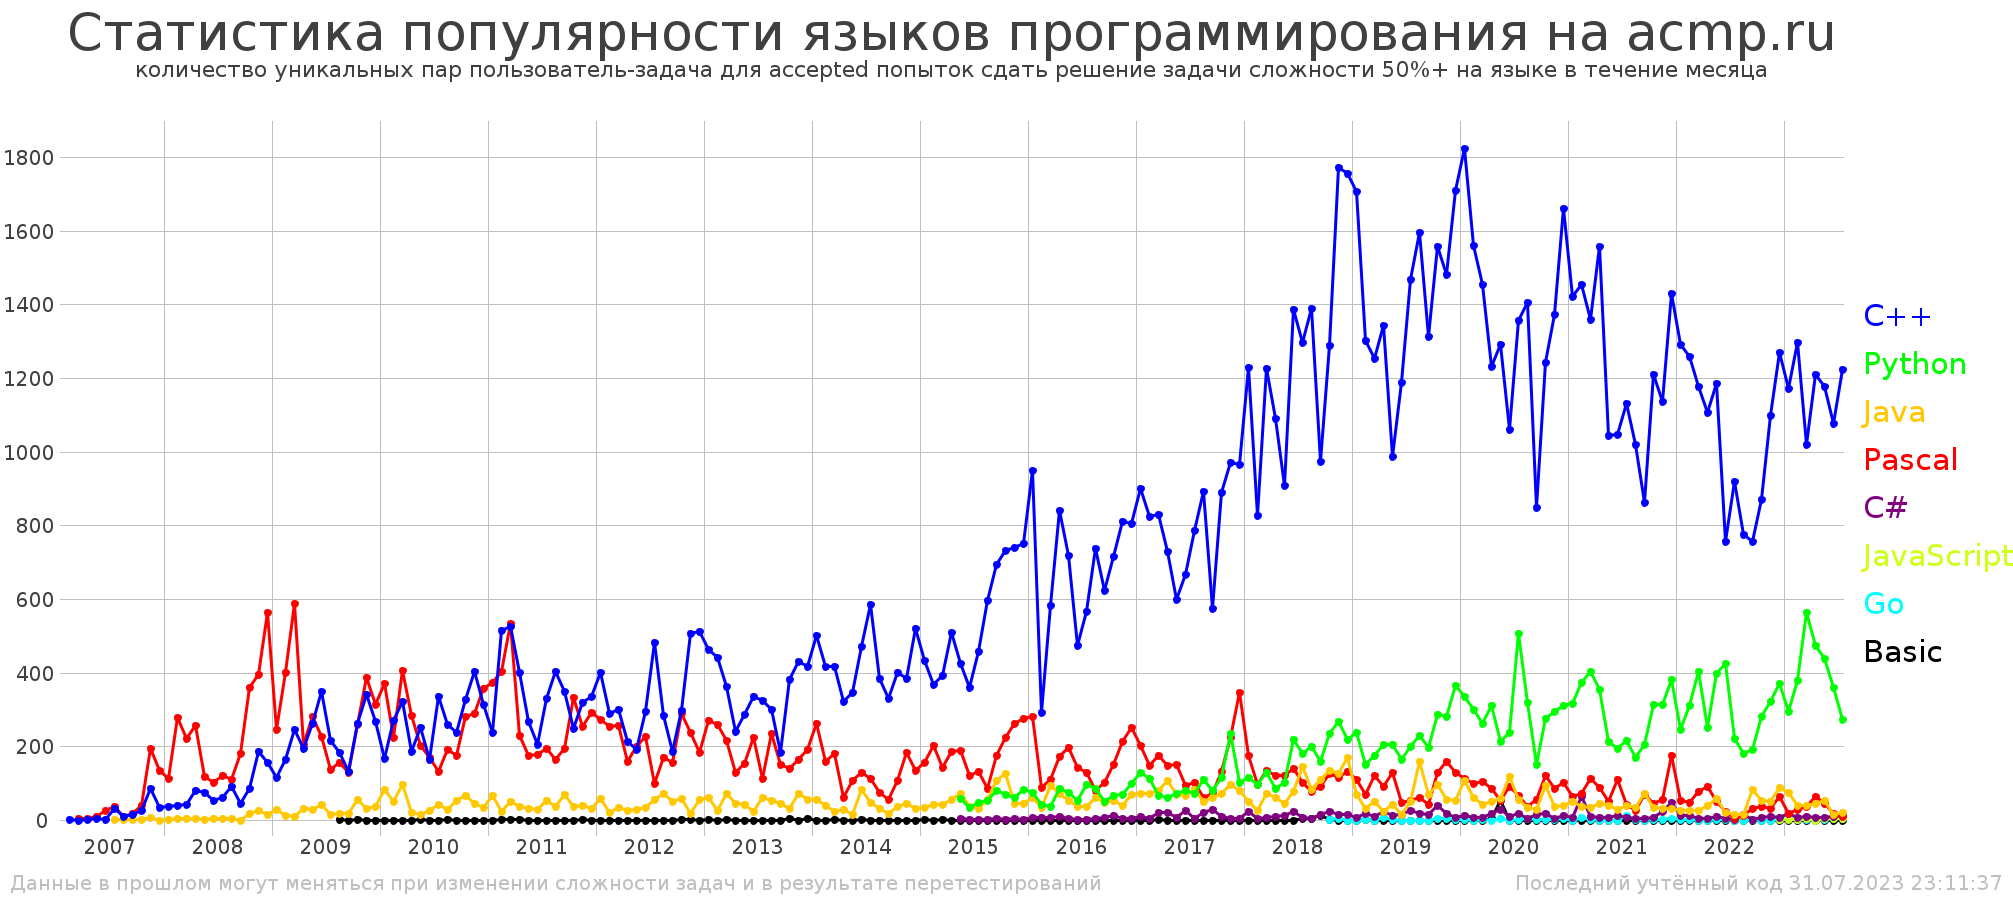 Статистика популярности языков программирования на acmp.ru
количество уникальных пар пользователь-задача для accepted попыток сдать решение задачи сложности 50%+ на языке в течение месяца
1800
1600
1400
1200
1000
800
600
400
200
0
C++
Python
Java
Pascal
C#
JavaScript
Go
Basic
2007 2008 2009 2010 2011 2012 2013 2014 2015 2016 2017 2018 2019 2020 2021 2022
Данные в прошлом могут меняться при изменении сложности задач и в результате перетестирований
Последний учтённый код 31.07.2023 23:11:37